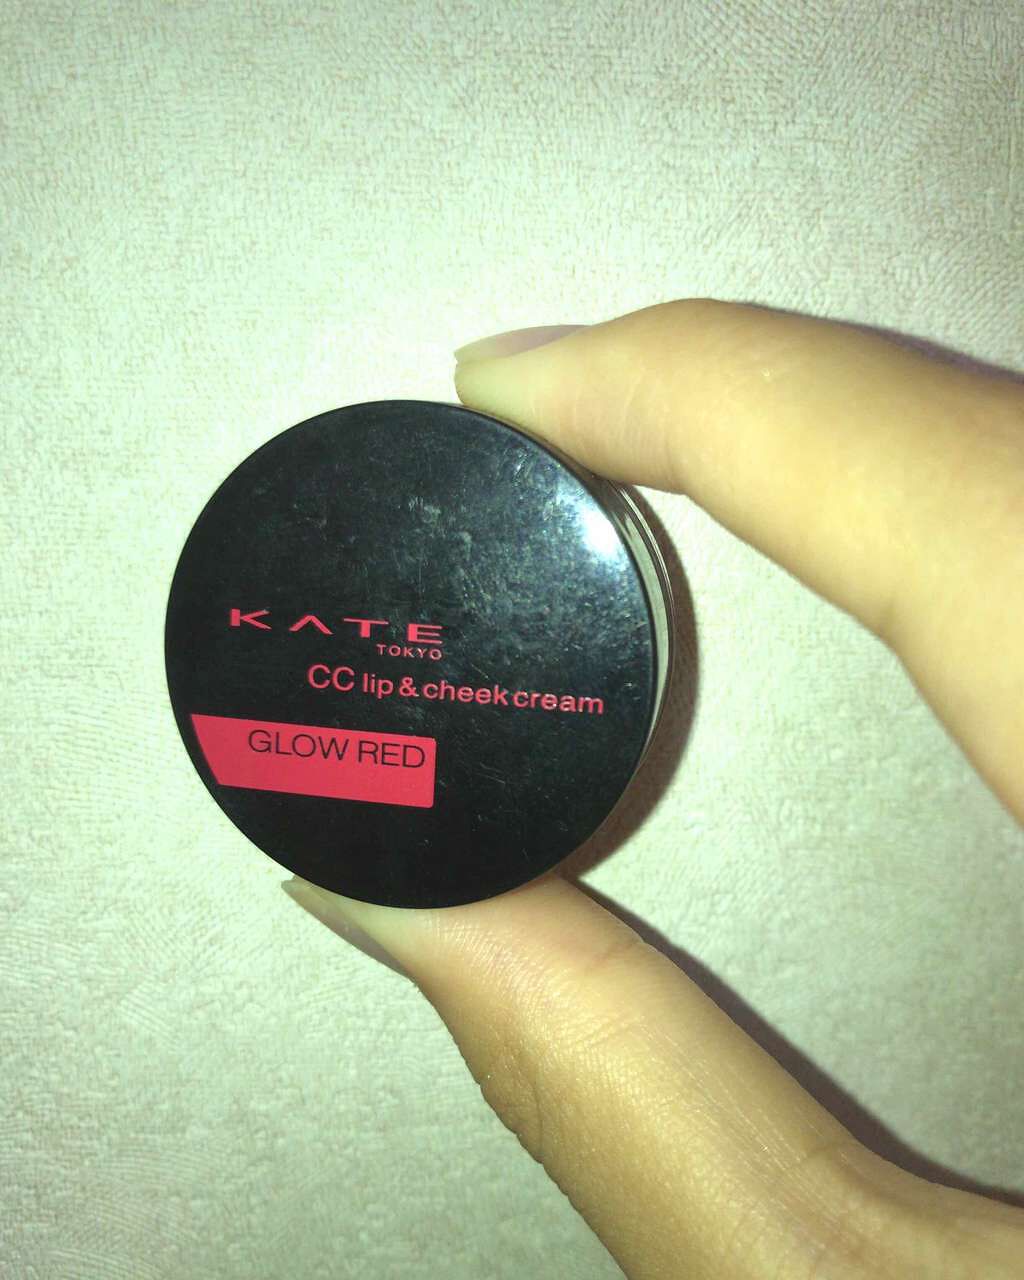 KATE
TOKYO
CC lip & cheek cream
GLOW RED